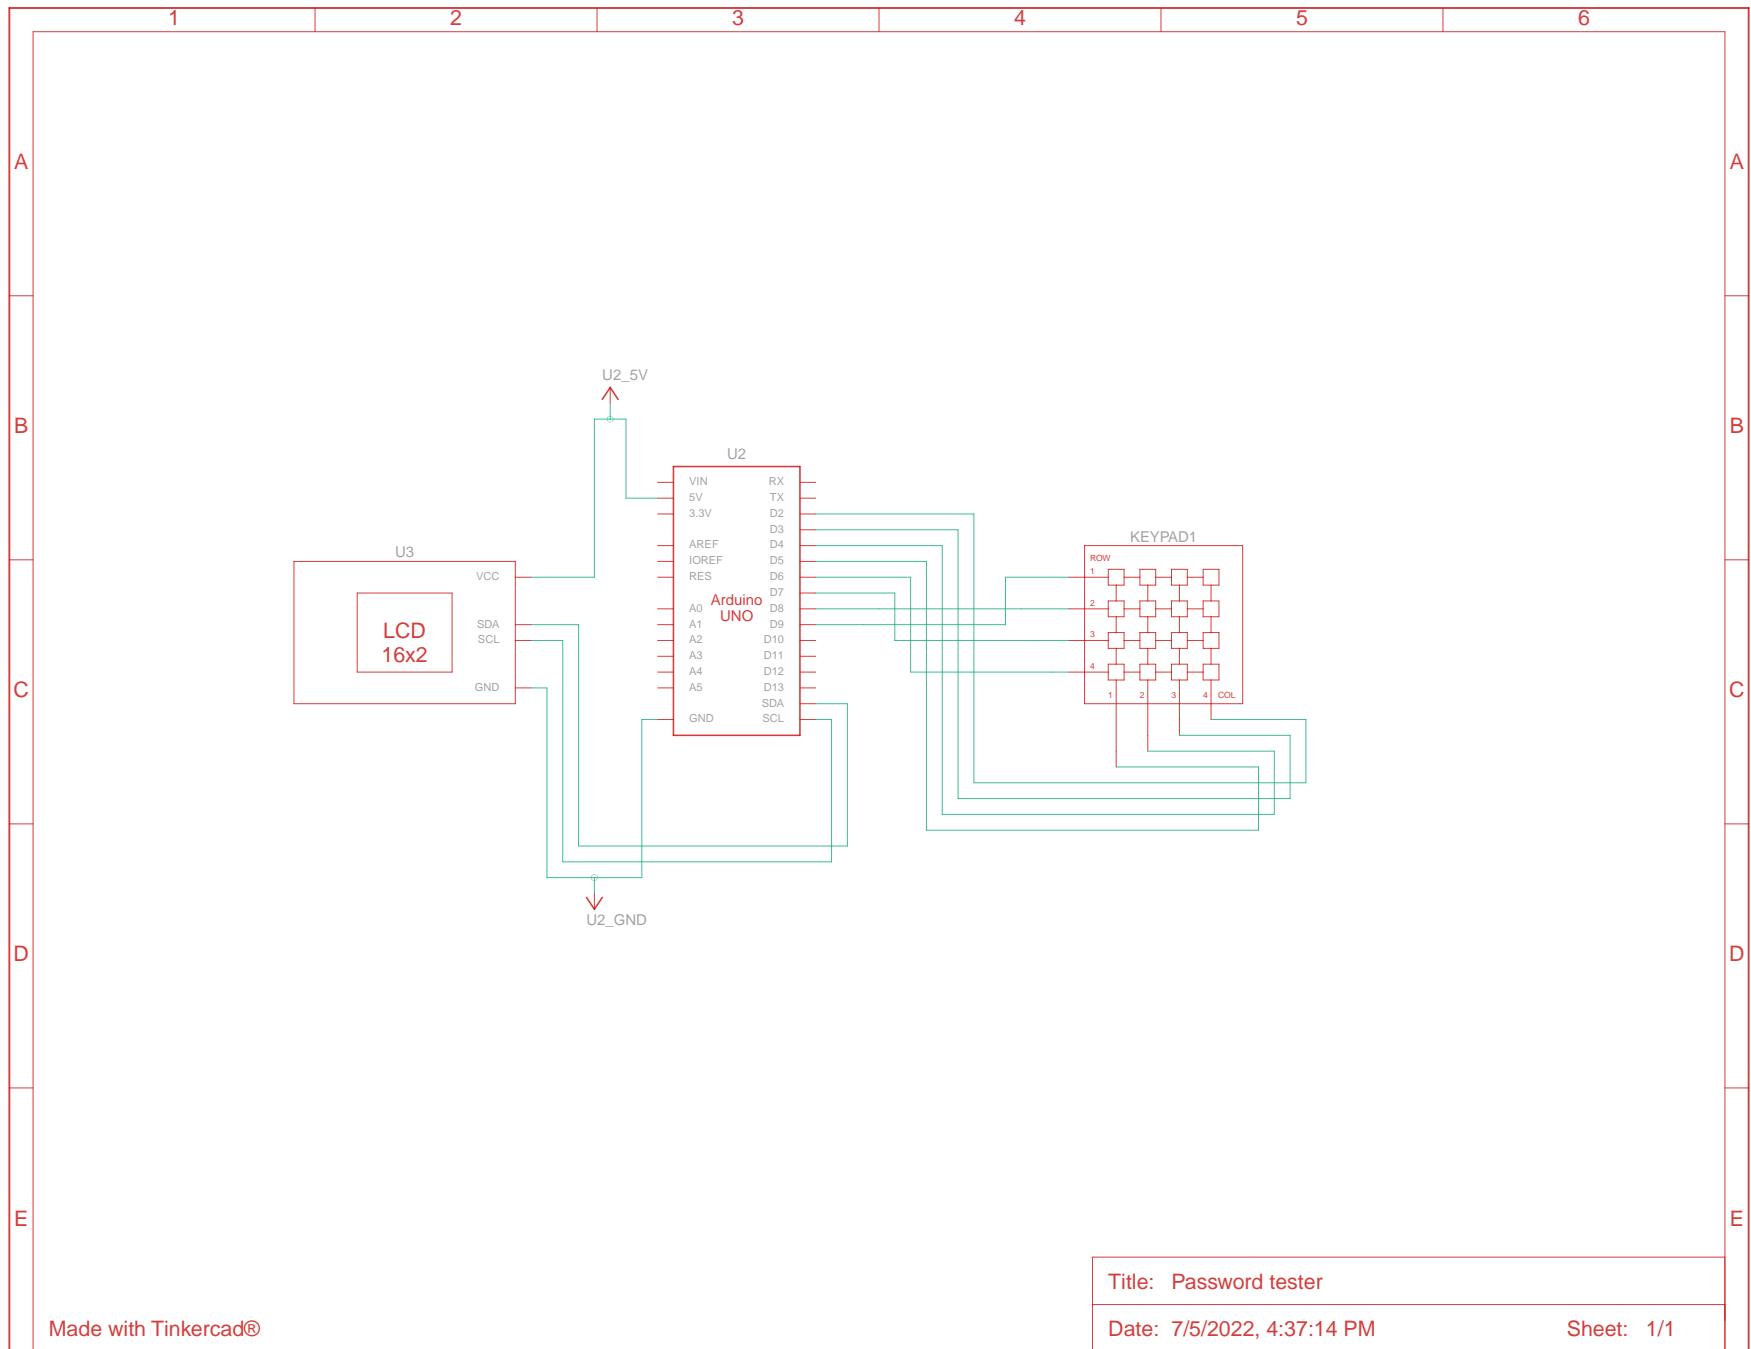 1 2 3 4 5 6
A A
B B
C C
D D
E E
U2_5V
U2
VIN RX
5V TX
3.3V D2
D3
AREF D4
IOREF D5
RES D6
D7
A0 D8
A1 D9
A2 D10
A3 D11
A4 D12
A5 D13
SDA
GND SCL
Arduino
UNO
U3
VCC
SDA
SCL
GND
LCD
16x2
U2_GND
KEYPAD1
ROW
1
2
3
4
1 2 3 4 COL
Title: Password tester
Date: 7/5/2022, 4:37:14 PM Sheet: 1/1
Made with Tinkercad®